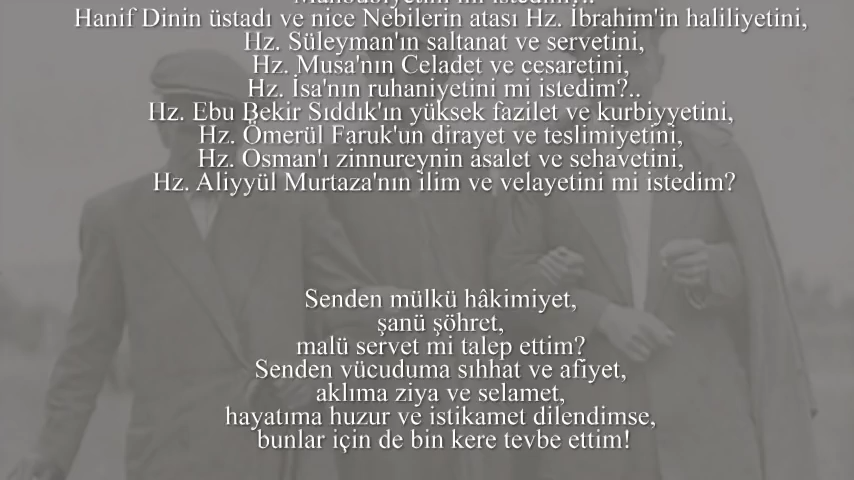 Hanif Dinin üstadı ve nice Nebilerin atası Hz. İbrahim'in haliliyetini,
Hz. Süleyman'ın saltanat ve servetini,
Hz. Musa'nın Celadet ve cesaretini,
Hz. İsa'nın ruhaniyetini mi istedim?..
Hz. Ebu Bekir Sıddık'ın yüksek fazilet ve kurbiyyetini,
Hz. Ömerül Faruk'un dirayet ve teslimiyetini,
Hz. Osman'ı zinnureynin asalet ve sehavetini,
Hz. Aliyyül Murtaza'nın ilim ve velayetini mi istedim?
Senden mülkü hâkimiyet,
şanü şöhret,
malü servet mi talep ettim?
Senden vücuduma sıhhat ve afiyet,
aklıma ziya ve selamet,
hayatıma huzur ve istikamet dilendimse,
bunlar için de bin kere tevbe ettim!